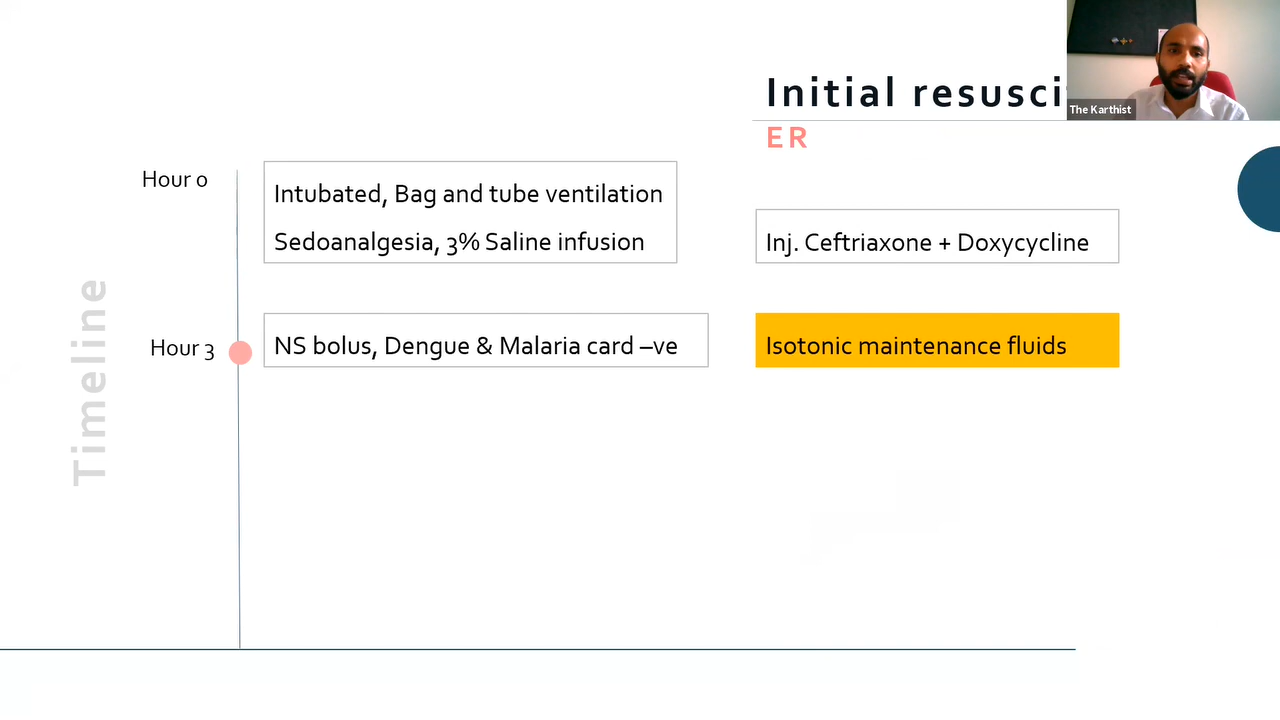 Initial resusci
The Karthist
ER
Hour 0
Intubated, Bag and tube ventilation
Sedoanalgesia, 3% Saline infusion
Inj. Ceftriaxone + Doxycycline
Timeline
Hour 3
NS bolus, Dengue & Malaria card –ve
Isotonic maintenance fluids